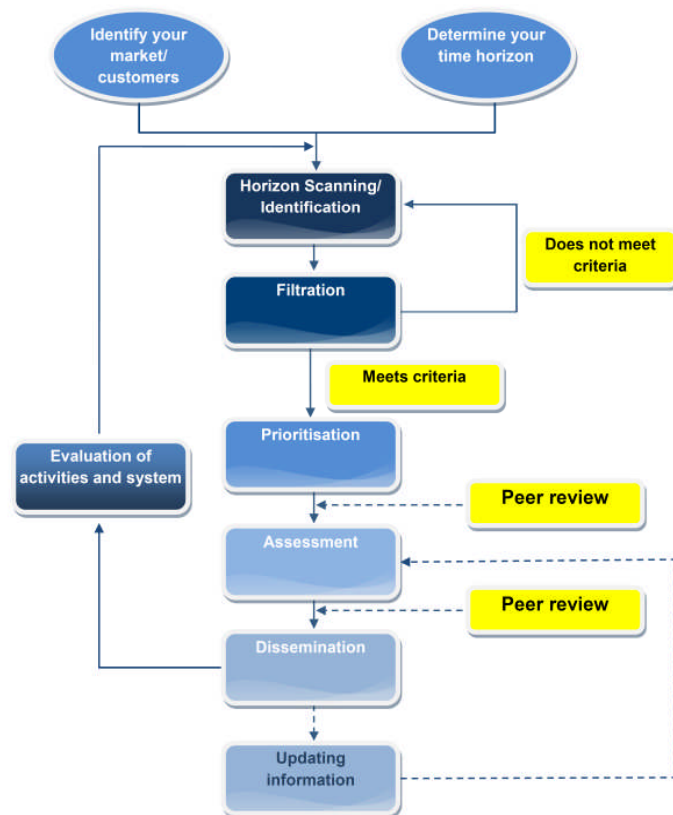 Identify your
market/
customers
Determine your
time horizon
Horizon Scanning/
Identification
Does not meet
criteria
Filtration
Meets criteria
Prioritisation
Evaluation of
activities and system
Peer review
Assessment
Peer review
Dissemination
Updating
information